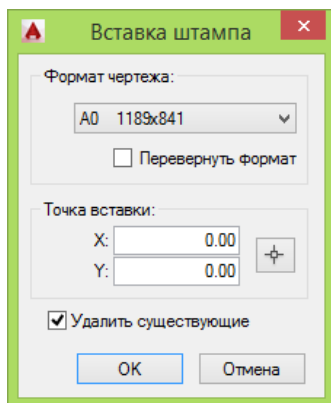 Вставка штампа
Формат чертежа:
A0 1189x841
Перевернуть формат
Точка вставки:
X: 0.00
Y: 0.00
Удалить существующие
OK Отмена